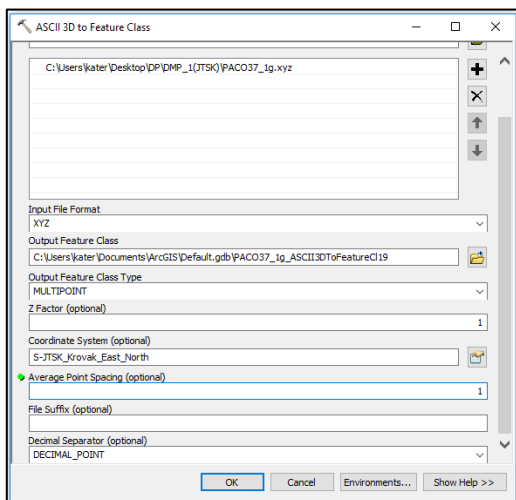 ASCII 3D to Feature Class
C:\Users\kater\Desktop\DP\DMP_1(JTSK)\PACO37_1g.xyz
Input File Format
XYZ
Output Feature Class
C:\Users\kater\Documents\ArcGIS\Default.gdb\PACO37_1g_ASCII3DToFeatureCl19
Output Feature Class Type
MULTIPOINT
Z Factor (optional)
1
Coordinate System (optional)
S-JTSK_Krovak_East_North
Average Point Spacing (optional)
1
File Suffix (optional)
Decimal Separator (optional)
DECIMAL_POINT
OK Cancel Environments... Show Help >>